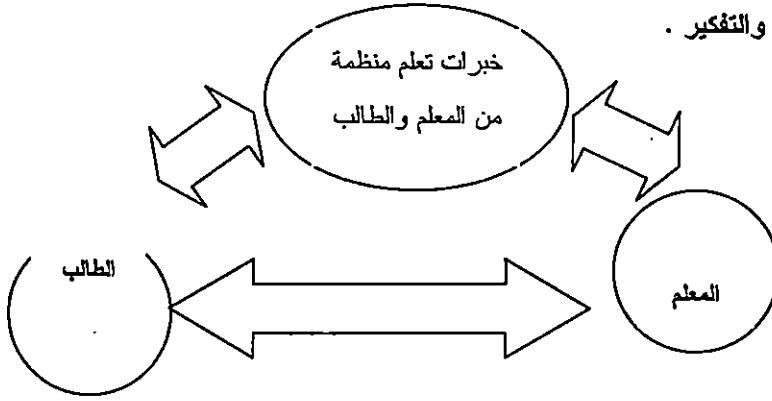 والتفكير .
خبرات تعلم منظمة
من المعلم والطالب
الطالب
المعلم